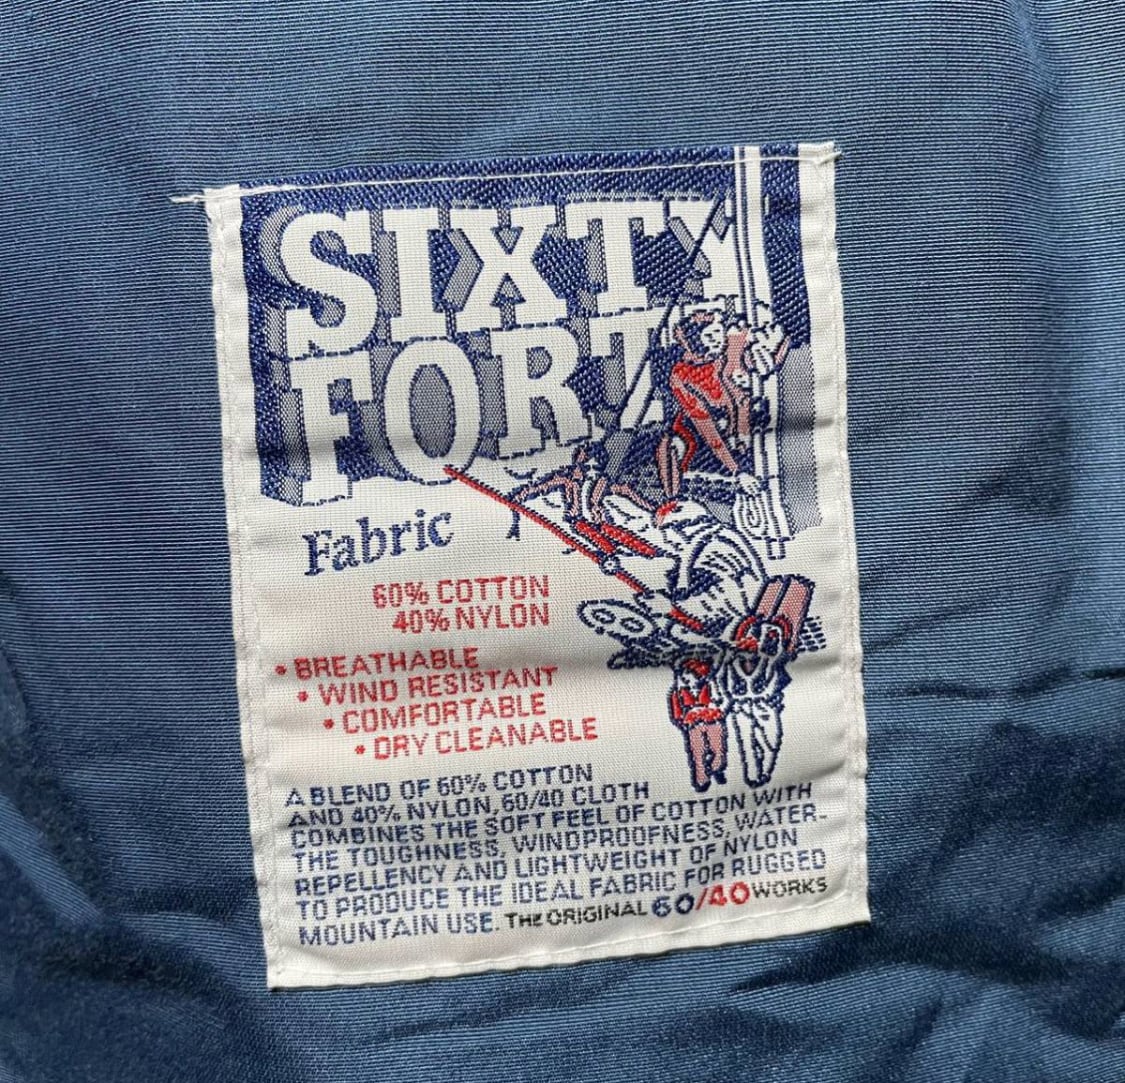 SIXTY
FORTY
Fabric
60% COTTON
40% NYLON
• BREATHABLE
• WIND RESISTANT
• COMFORTABLE
• DRY CLEANABLE
A BLEND OF 60% COTTON
AND 40% NYLON, 60/40 CLOTH
COMBINES THE SOFT FEEL OF COTTON WITH
THE TOUGHNESS, WINDPROOFNESS, WATER-
REPELLENCY AND LIGHTWEIGHT OF NYLON
TO PRODUCE THE IDEAL FABRIC FOR RUGGED
MOUNTAIN USE. THE ORIGINAL 60/40 WORKS